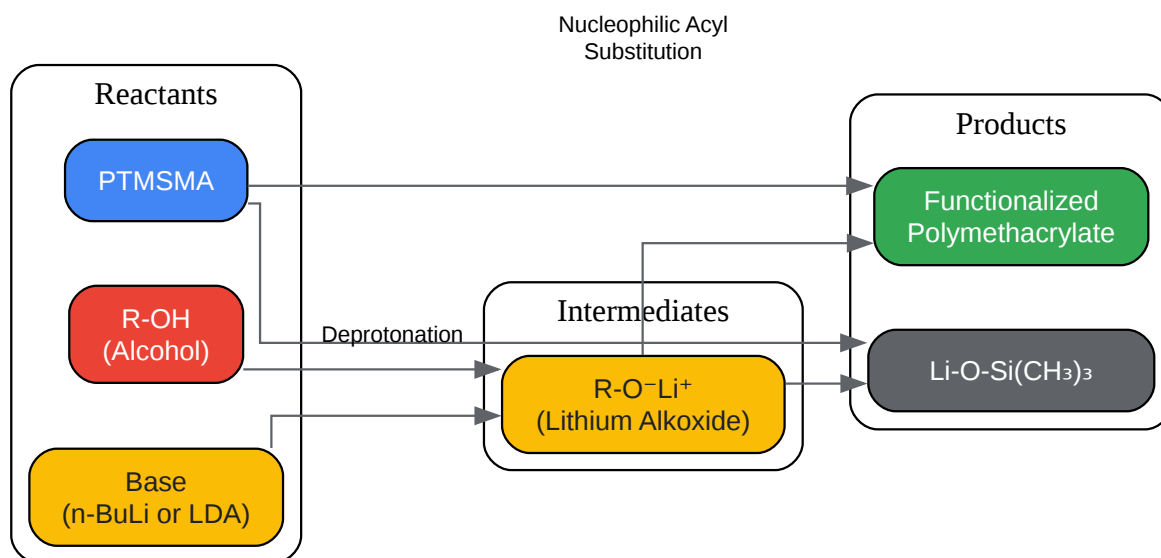 Nucleophilic Acyl
Substitution
Reactants
PTMSMA
R-OH
(Alcohol)
Base
(n-BuLi or LDA)
Deprotonation
Intermediates
R-O⁻Li⁺
(Lithium Alkoxide)
Products
Functionalized
Polymethacrylate
Li-O-Si(CH₃)₃